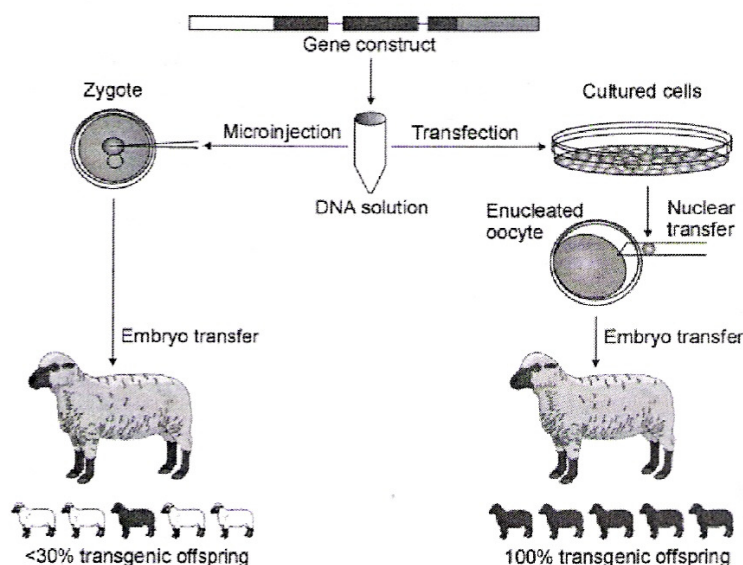 Gene construct
Zygote
Cultured cells
Microinjection
Transfection
DNA solution
Enucleated
oocyte
Nuclear
transfer
Embryo transfer
Embryo transfer
<30% transgenic offspring
100% transgenic offspring